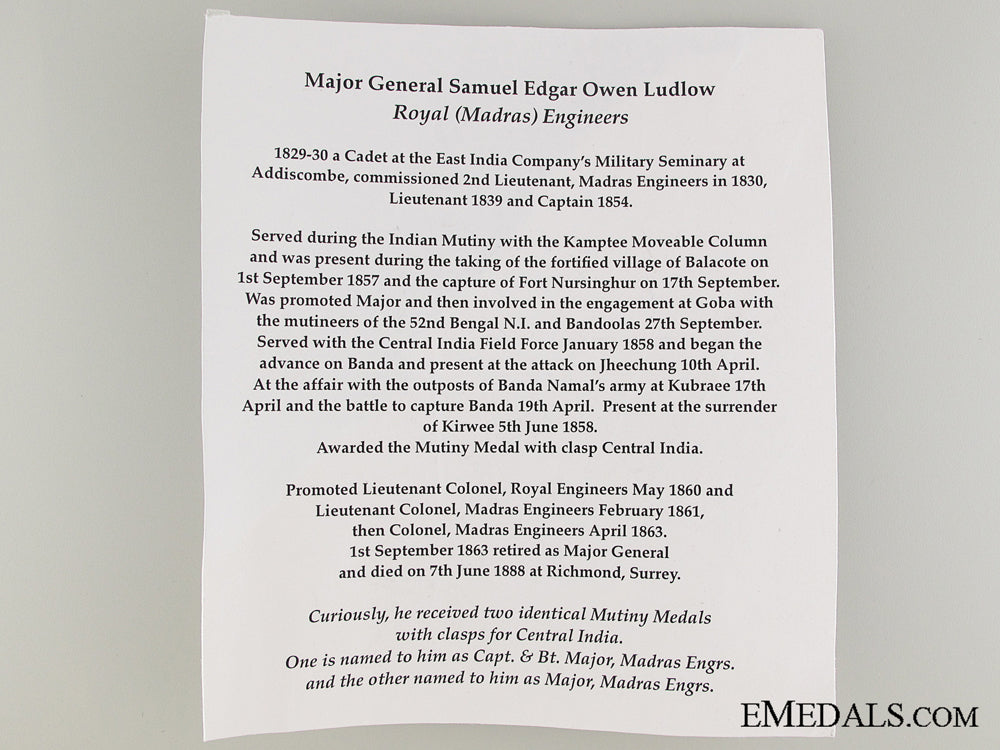 Major General Samuel Edgar Owen Ludlow
Royal (Madras) Engineers
1829-30 a Cadet at the East India Company's Military Seminary at
Addiscombe, commissioned 2nd Lieutenant, Madras Engineers in 1830,
Lieutenant 1839 and Captain 1854.
Served during the Indian Mutiny with the Kamptee Moveable Column
and was present during the taking of the fortified village of Balacote on
1st September 1857 and the capture of Fort Nursinghur on 17th September.
Was promoted Major and then involved in the engagement at Goba with
the mutineers of the 52nd Bengal N.I. and Bandoolas 27th September.
Served with the Central India Field Force January 1858 and began the
advance on Banda and present at the attack on Jheechung 10th April.
At the affair with the outposts of Banda Namal's army at Kubraee 17th
April and the battle to capture Banda 19th April. Present at the surrender
of Kirwee 5th June 1858.
Awarded the Mutiny Medal with clasp Central India.
Promoted Lieutenant Colonel, Royal Engineers May 1860 and
Lieutenant Colonel, Madras Engineers February 1861,
then Colonel, Madras Engineers April 1863.
1st September 1863 retired as Major General
and died on 7th June 1888 at Richmond, Surrey.
Curiously, he received two identical Mutiny Medals
with clasps for Central India.
One is named to him as Capt. & Bt. Major, Madras Engrs.
and the other named to him as Major, Madras Engrs.
EMEDALS.COM